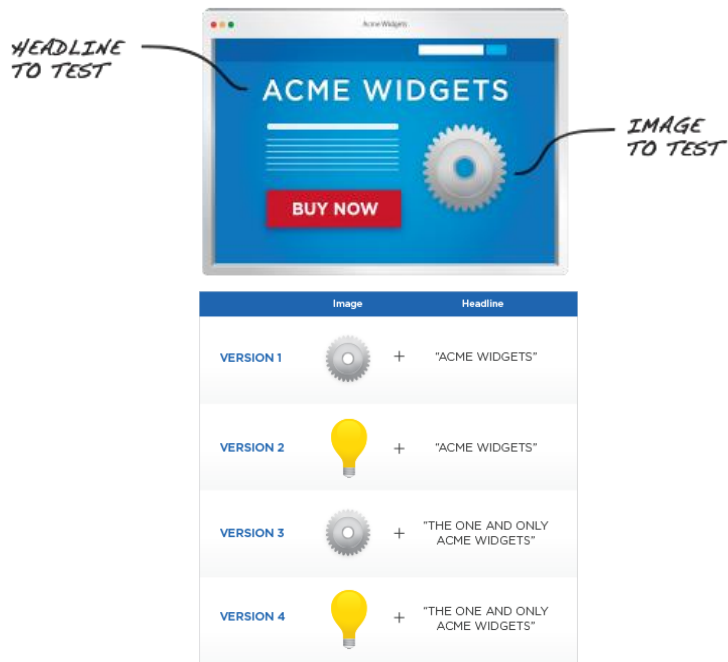 Acme Widgets
HEADLINE
TO TEST
ACME WIDGETS
IMAGE
TO TEST
BUY NOW
Image Headline
VERSION 1 + "ACME WIDGETS"
VERSION 2 + "ACME WIDGETS"
VERSION 3 + "THE ONE AND ONLY
ACME WIDGETS"
VERSION 4 + "THE ONE AND ONLY
ACME WIDGETS"